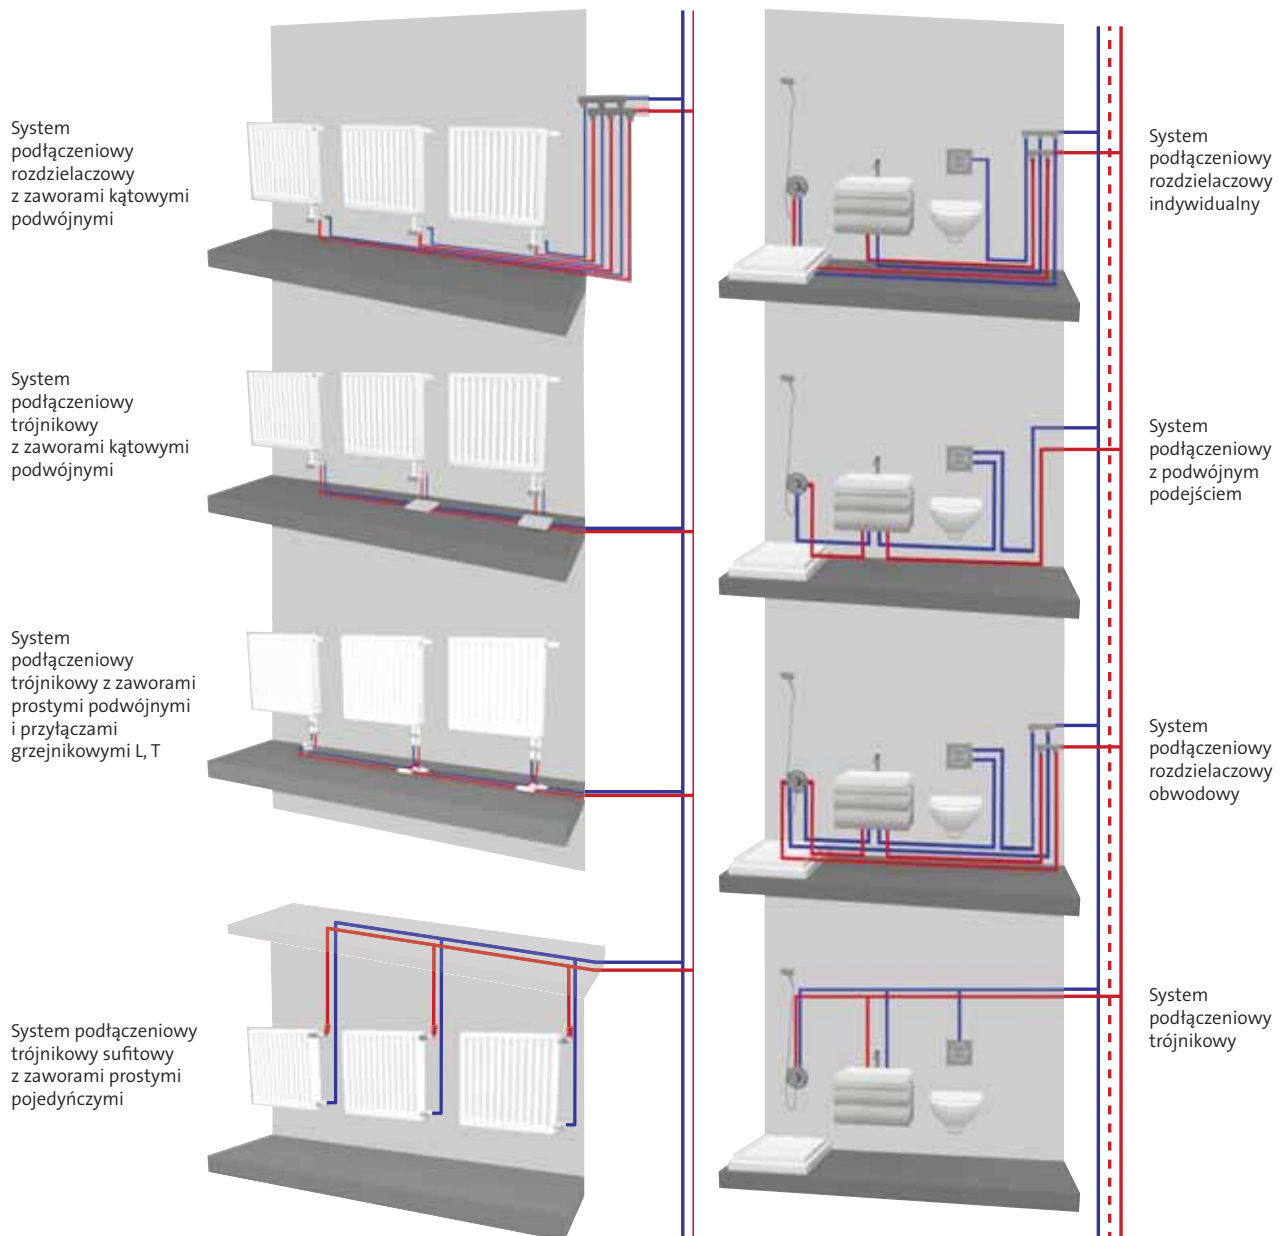 System
podłączeniowy
rozdzielaczowy
z zaworami kątowymi
podwójnymi
System
podłączeniowy
trójnikowy
z zaworami kątowymi
podwójnymi
System
podłączeniowy
trójnikowy z zaworami
prostymi podwójnymi
i przyłączami
grzejnikowymi L, T
System podłączeniowy
trójnikowy sufitowy
z zaworami prostymi
pojedyńczymi
System
podłączeniowy
rozdzielaczowy
indywidualny
System
podłączeniowy
z podwójnym
podejściem
System
podłączeniowy
rozdzielaczowy
obwodowy
System
podłączeniowy
trójnikowy